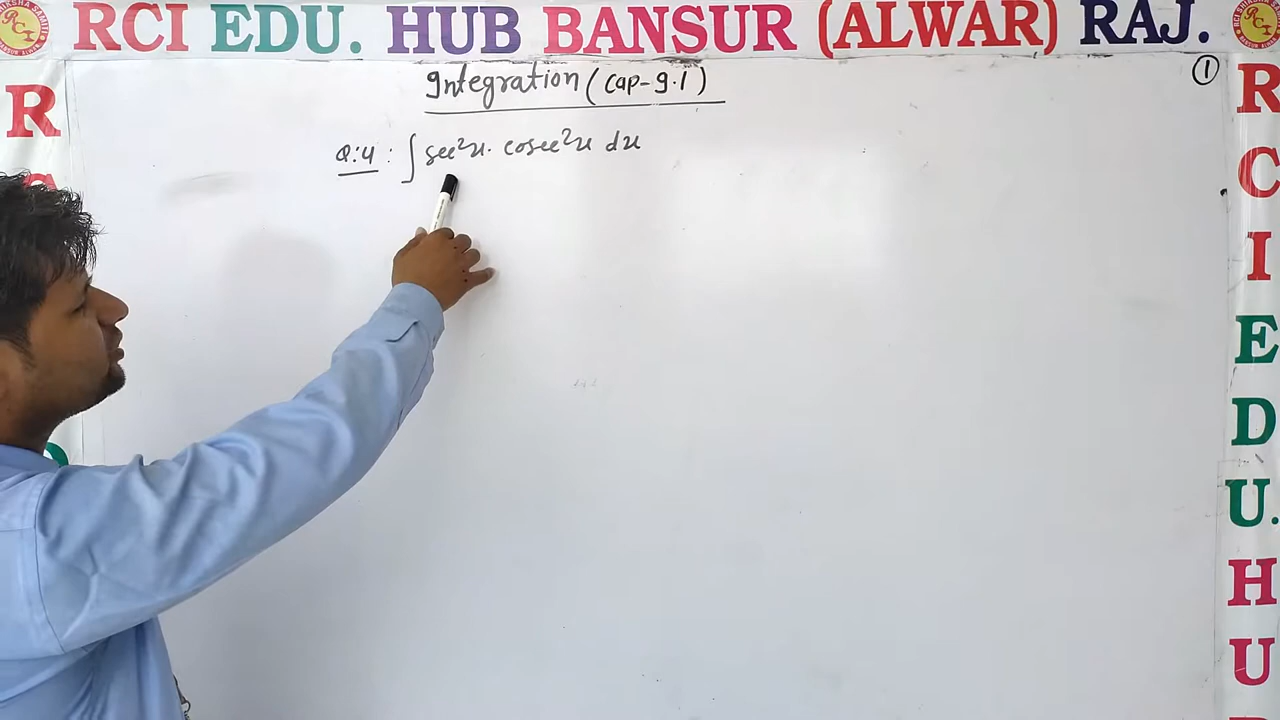 RCI EDU. HUB BANSUR (ALWAR) RAJ.
Integration (Cap-9.1)
1
Q:4 : ∫ sec²x. cosec²x dx
R
C
I
E
D
U.
H
U
R